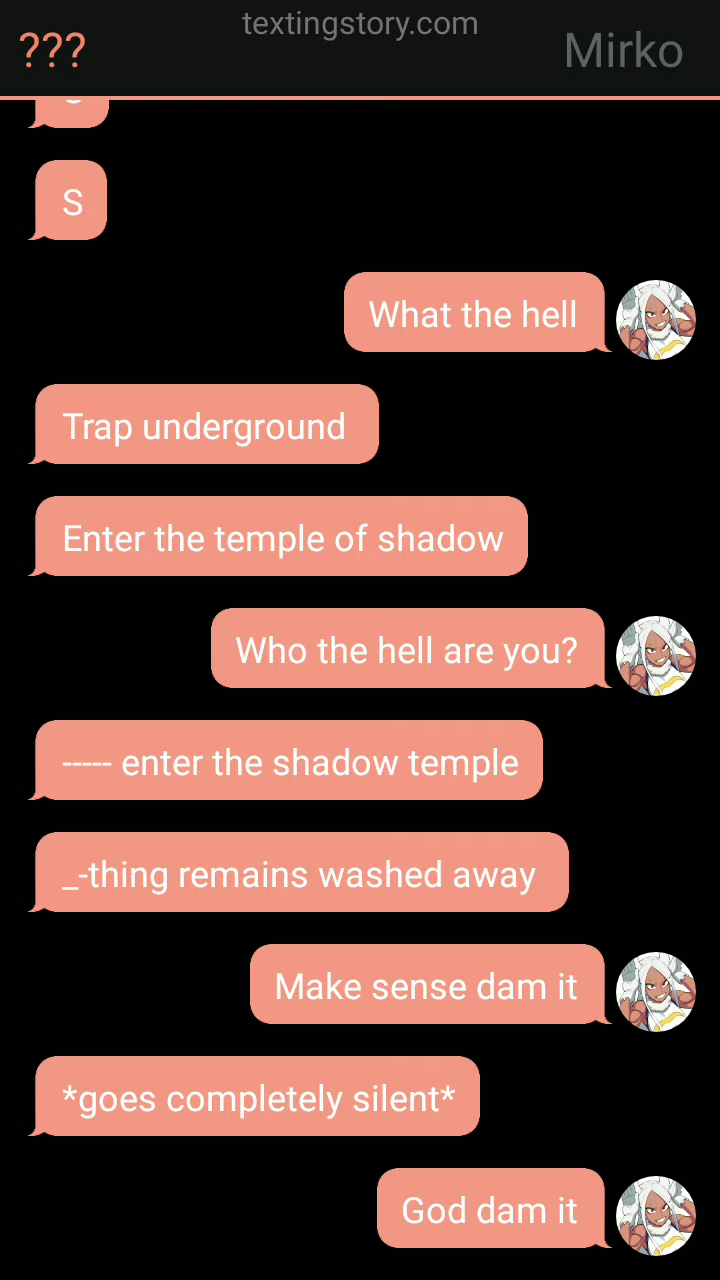 textingstory.com
??? Mirko
S
What the hell
Trap underground
Enter the temple of shadow
Who the hell are you?
----- enter the shadow temple
_-thing remains washed away
Make sense dam it
*goes completely silent*
God dam it